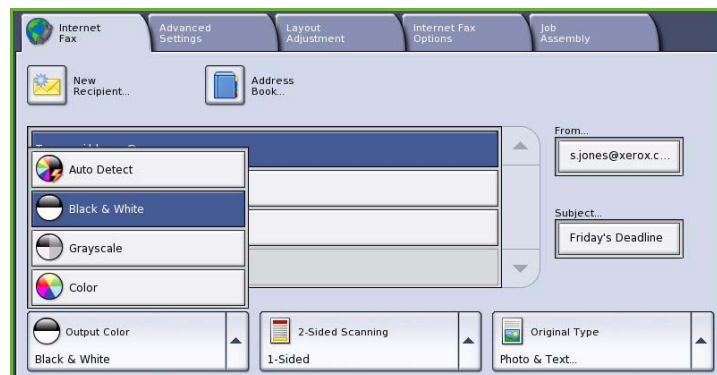 Internet
Fax
Advanced
Settings
Layout
Adjustment
Internet Fax
Options
Job
Assembly
New
Recipient...
Address
Book...
From...
s.jones@xerox.c...
Subject...
Friday's Deadline
Auto Detect
Black & White
Grayscale
Color
Output Color
Black & White
2-Sided Scanning
1-Sided
Original Type
Photo & Text...